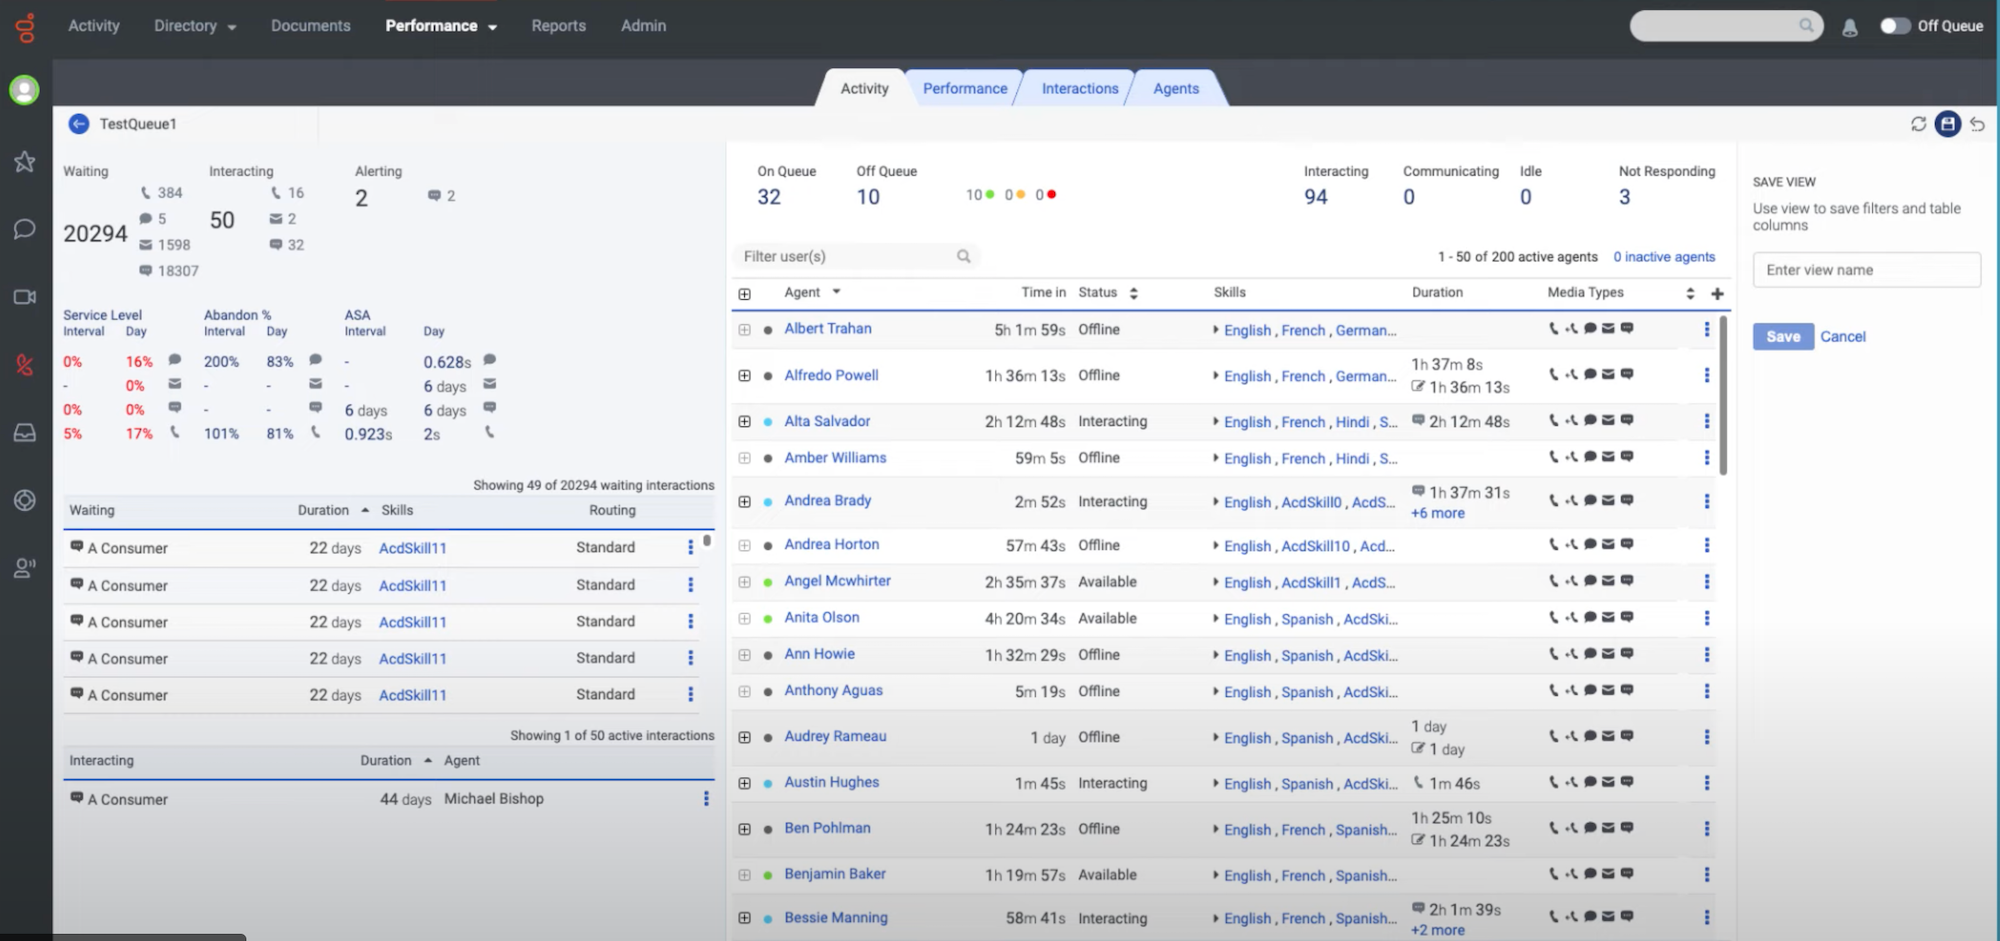 Activity Directory Documents Performance Reports Admin Off Queue
Activity Performance Interactions Agents
TestQueue1
Waiting Interacting Alerting
20294 384 5 1598 18307
50 16 2 32
2 2
Service Level Abandon % ASA
Interval Day Interval Day Interval Day
0% 16% 200% 83% - 0.628s
- 0% - - - 6 days
0% 0% - - 6 days 6 days
5% 17% 101% 81% 0.923s 2s
Showing 49 of 20294 waiting interactions
Waiting Duration Skills Routing
A Consumer 22 days AcdSkill11 Standard
A Consumer 22 days AcdSkill11 Standard
A Consumer 22 days AcdSkill11 Standard
A Consumer 22 days AcdSkill11 Standard
A Consumer 22 days AcdSkill11 Standard
Showing 1 of 50 active interactions
Interacting Duration Agent
A Consumer 44 days Michael Bishop
On Queue Off Queue Interacting Communicating Idle Not Responding
32 10 10 0 0 94 0 0 3
Filter user(s) 1 - 50 of 200 active agents 0 inactive agents
Agent Time in Status Skills Duration Media Types
Albert Trahan 5h 1m 59s Offline English , French , German...
Alfredo Powell 1h 36m 13s Offline English , French , German... 1h 37m 8s
1h 36m 13s
Alta Salvador 2h 12m 48s Interacting English , French , Hindi , S... 2h 12m 48s
Amber Williams 59m 5s Offline English , French , Hindi , S...
Andrea Brady 2m 52s Interacting English , AcdSkill0 , AcdS... 1h 37m 31s
+6 more
Andrea Horton 57m 43s Offline English , AcdSkill10 , Acd...
Angel Mcwhirter 2h 35m 37s Available English , AcdSkill1 , AcdS...
Anita Olson 4h 20m 34s Available English , Spanish , AcdSki...
Ann Howie 1h 32m 29s Offline English , Spanish , AcdSki...
Anthony Aguas 5m 19s Offline English , Spanish , AcdSki...
Audrey Rameau 1 day Offline English , Spanish , AcdSki... 1 day
1 day
Austin Hughes 1m 45s Interacting English , Spanish , AcdSki... 1m 46s
Ben Pohlman 1h 24m 23s Offline English , French , Spanish... 1h 25m 10s
1h 24m 23s
Benjamin Baker 1h 19m 57s Available English , French , Spanish...
Bessie Manning 58m 41s Interacting English , French , Spanish... 2h 1m 39s
+2 more
SAVE VIEW
Use view to save filters and table
columns
Enter view name
Save Cancel